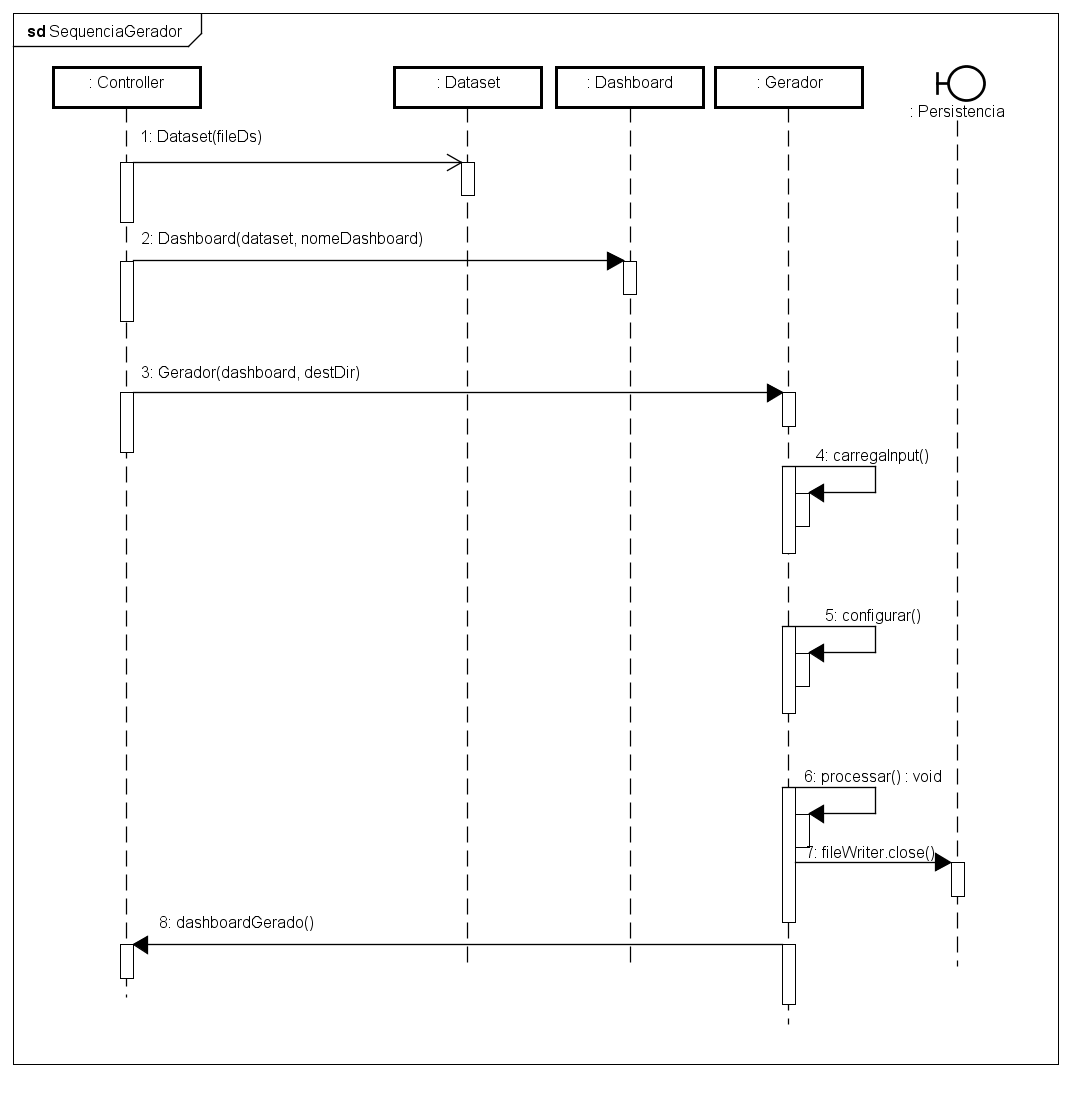 sd SequenciaGerador
: Controller
: Dataset
: Dashboard
: Gerador
: Persistencia
1: Dataset(fileDs)
2: Dashboard(dataset, nomeDashboard)
3: Gerador(dashboard, destDir)
4: carregaInput()
5: configurar()
6: processar() : void
7: fileWriter.close()
8: dashboardGerado()